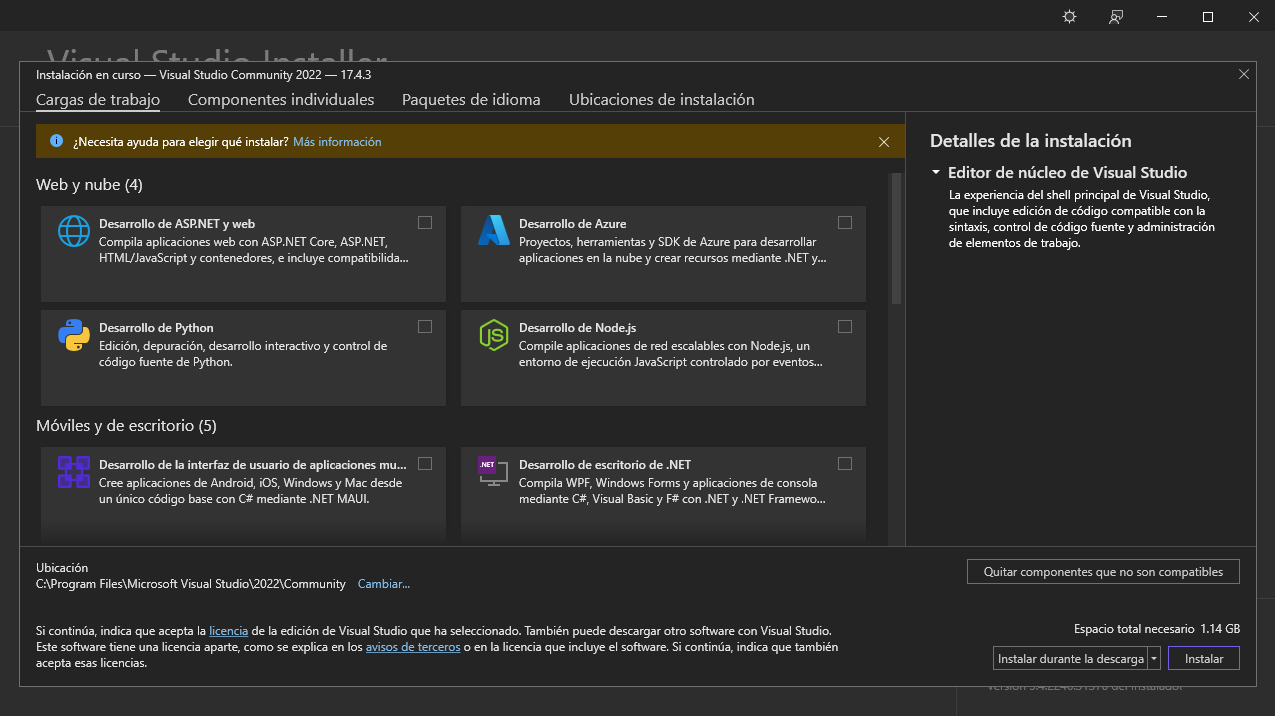 Visual Studio Installer
Instalación en curso — Visual Studio Community 2022 — 17.4.3
Cargas de trabajo
Componentes individuales
Paquetes de idioma
Ubicaciones de instalación
¿Necesita ayuda para elegir qué instalar? Más información
Web y nube (4)
Desarrollo de ASP.NET y web
Compila aplicaciones web con ASP.NET Core, ASP.NET,
HTML/JavaScript y contenedores, e incluye compatibilida...
Desarrollo de Azure
Proyectos, herramientas y SDK de Azure para desarrollar
aplicaciones en la nube y crear recursos mediante .NET y...
Desarrollo de Python
Edición, depuración, desarrollo interactivo y control de
código fuente de Python.
JS
Desarrollo de Node.js
Compile aplicaciones de red escalables con Node.js, un
entorno de ejecución JavaScript controlado por eventos...
Móviles y de escritorio (5)
Desarrollo de la interfaz de usuario de aplicaciones mu...
Cree aplicaciones de Android, iOS, Windows y Mac desde
un único código base con C# mediante .NET MAUI.
.NET
Desarrollo de escritorio de .NET
Compila WPF, Windows Forms y aplicaciones de consola
mediante C#, Visual Basic y F# con .NET y .NET Framewo...
Detalles de la instalación
Editor de núcleo de Visual Studio
La experiencia del shell principal de Visual Studio,
que incluye edición de código compatible con la
sintaxis, control de código fuente y administración
de elementos de trabajo.
Ubicación
C:\Program Files\Microsoft Visual Studio\2022\Community Cambiar...
Quitar componentes que no son compatibles
Si continúa, indica que acepta la licencia de la edición de Visual Studio que ha seleccionado. También puede descargar otro software con Visual Studio.
Este software tiene una licencia aparte, como se explica en los avisos de terceros o en la licencia que incluye el software. Si continúa, indica que también
acepta esas licencias.
Espacio total necesario 1.14 GB
Instalar durante la descarga
Instalar
del instalador